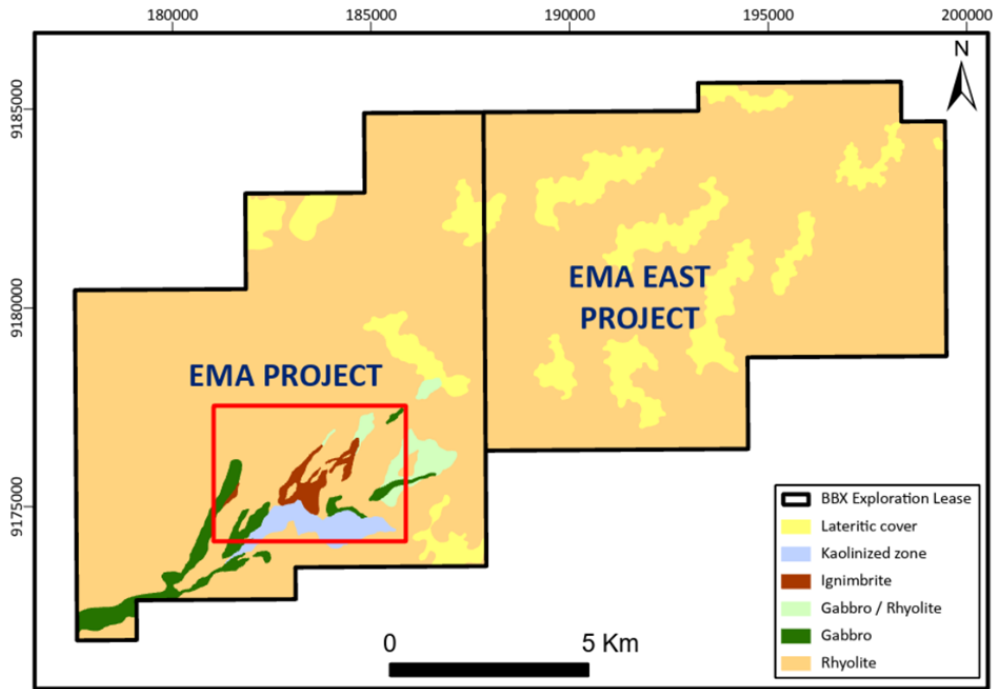 180000 185000 190000 195000 200000
N
9185000
9180000
9175000
EMA EAST
PROJECT
EMA PROJECT
BBX Exploration Lease
Lateritic cover
Kaolinized zone
Ignimbrite
Gabbro / Rhyolite
Gabbro
Rhyolite
0 5 Km